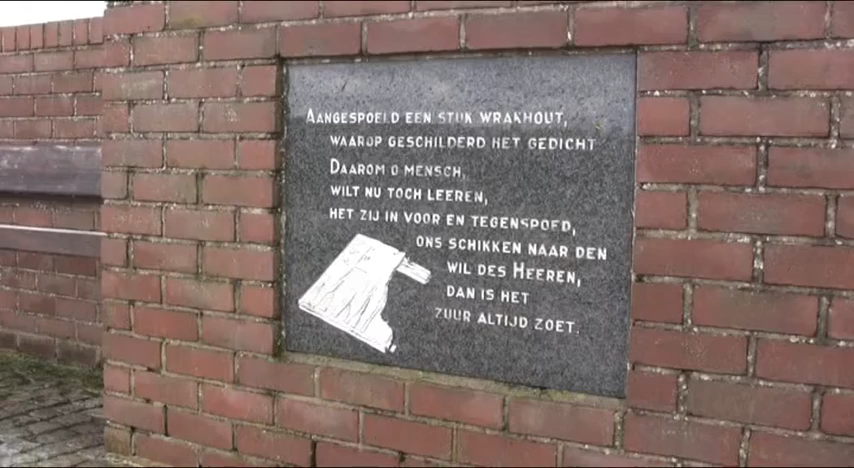 AANGESPOELD EEN STUK WRAKHOUT,
WAAROP GESCHILDERD HET GEDICHT.
DAAROM O MENSCH,
WILT NU TOCH LEEREN,
HET ZIJ IN VOOR EN TEGENSPOED,
ONS SCHIKKEN NAAR DEN
WIL DES HEEREN,
DAN IS HET
ZUUR ALTIJD ZOET.